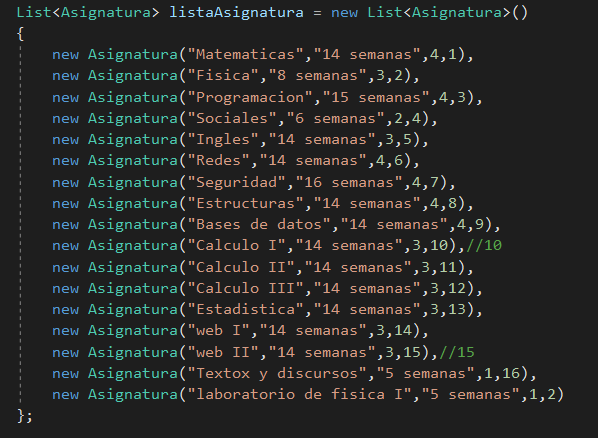 List<Asignatura> listaAsignatura = new List<Asignatura>()
{
new Asignatura("Matematicas","14 semanas",4,1),
new Asignatura("Fisica","8 semanas",3,2),
new Asignatura("Programacion","15 semanas",4,3),
new Asignatura("Sociales","6 semanas",2,4),
new Asignatura("Ingles","14 semanas",3,5),
new Asignatura("Redes","14 semanas",4,6),
new Asignatura("Seguridad","16 semanas",4,7),
new Asignatura("Estructuras","14 semanas",4,8),
new Asignatura("Bases de datos","14 semanas",4,9),
new Asignatura("Calculo I","14 semanas",3,10),//10
new Asignatura("Calculo II","14 semanas",3,11),
new Asignatura("Calculo III","14 semanas",3,12),
new Asignatura("Estadistica","14 semanas",3,13),
new Asignatura("web I","14 semanas",3,14),
new Asignatura("web II","14 semanas",3,15),//15
new Asignatura("Textox y discursos","5 semanas",1,16),
new Asignatura("laboratorio de fisica I","5 semanas",1,2)
};